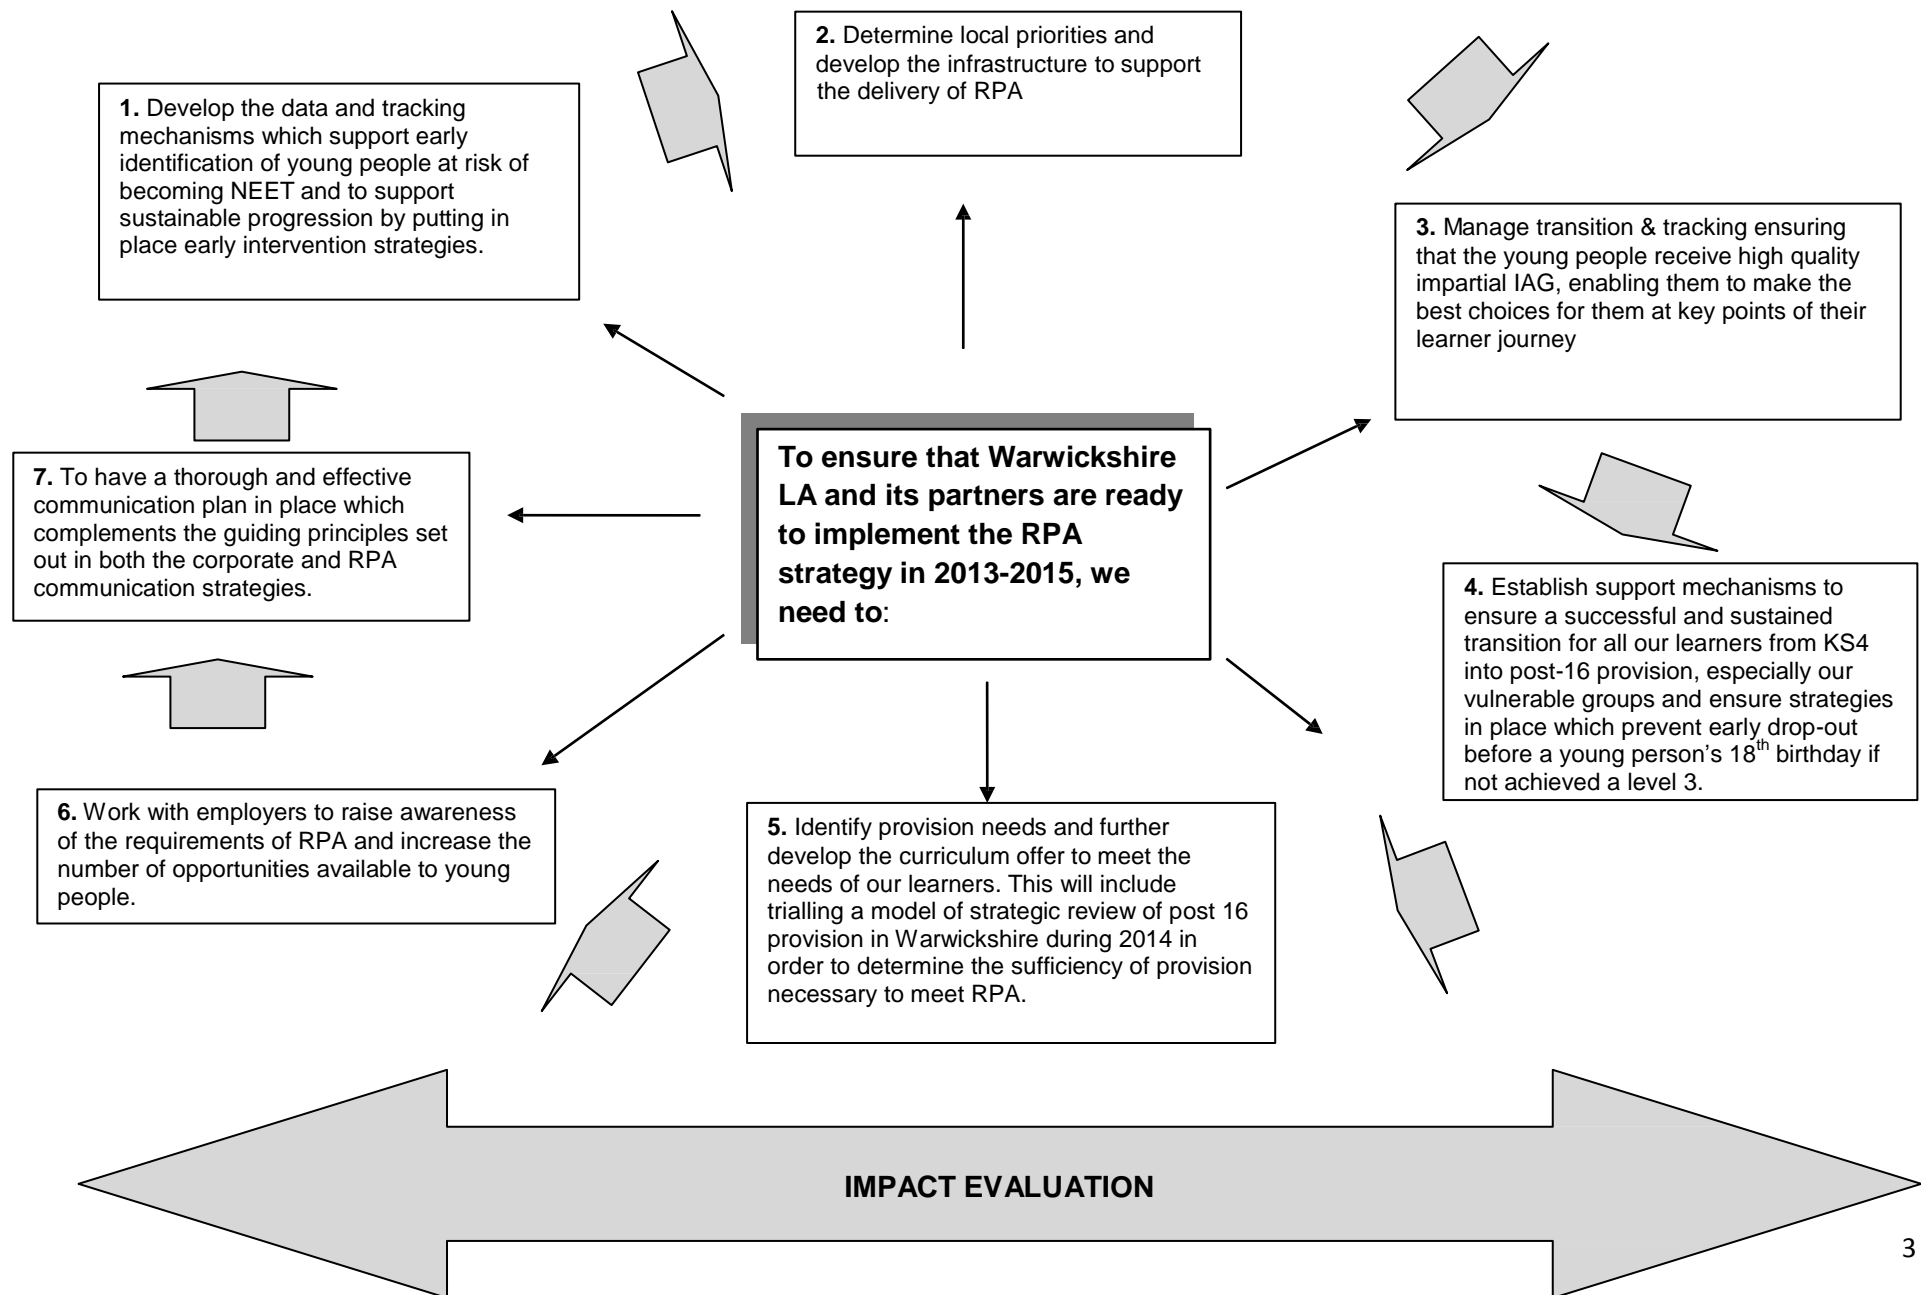 1. Develop the data and tracking
mechanisms which support early
identification of young people at risk of
becoming NEET and to support
sustainable progression by putting in
place early intervention strategies.
2. Determine local priorities and
develop the infrastructure to support
the delivery of RPA
3. Manage transition & tracking ensuring
that the young people receive high quality
impartial IAG, enabling them to make the
best choices for them at key points of their
learner journey
To ensure that Warwickshire
LA and its partners are ready
to implement the RPA
strategy in 2013-2015, we
need to:
7. To have a thorough and effective
communication plan in place which
complements the guiding principles set
out in both the corporate and RPA
communication strategies.
4. Establish support mechanisms to
ensure a successful and sustained
transition for all our learners from KS4
into post-16 provision, especially our
vulnerable groups and ensure strategies
in place which prevent early drop-out
before a young person’s 18th birthday if
not achieved a level 3.
6. Work with employers to raise awareness
of the requirements of RPA and increase the
number of opportunities available to young
people.
5. Identify provision needs and further
develop the curriculum offer to meet the
needs of our learners. This will include
trialling a model of strategic review of post 16
provision in Warwickshire during 2014 in
order to determine the sufficiency of provision
necessary to meet RPA.
IMPACT EVALUATION
3